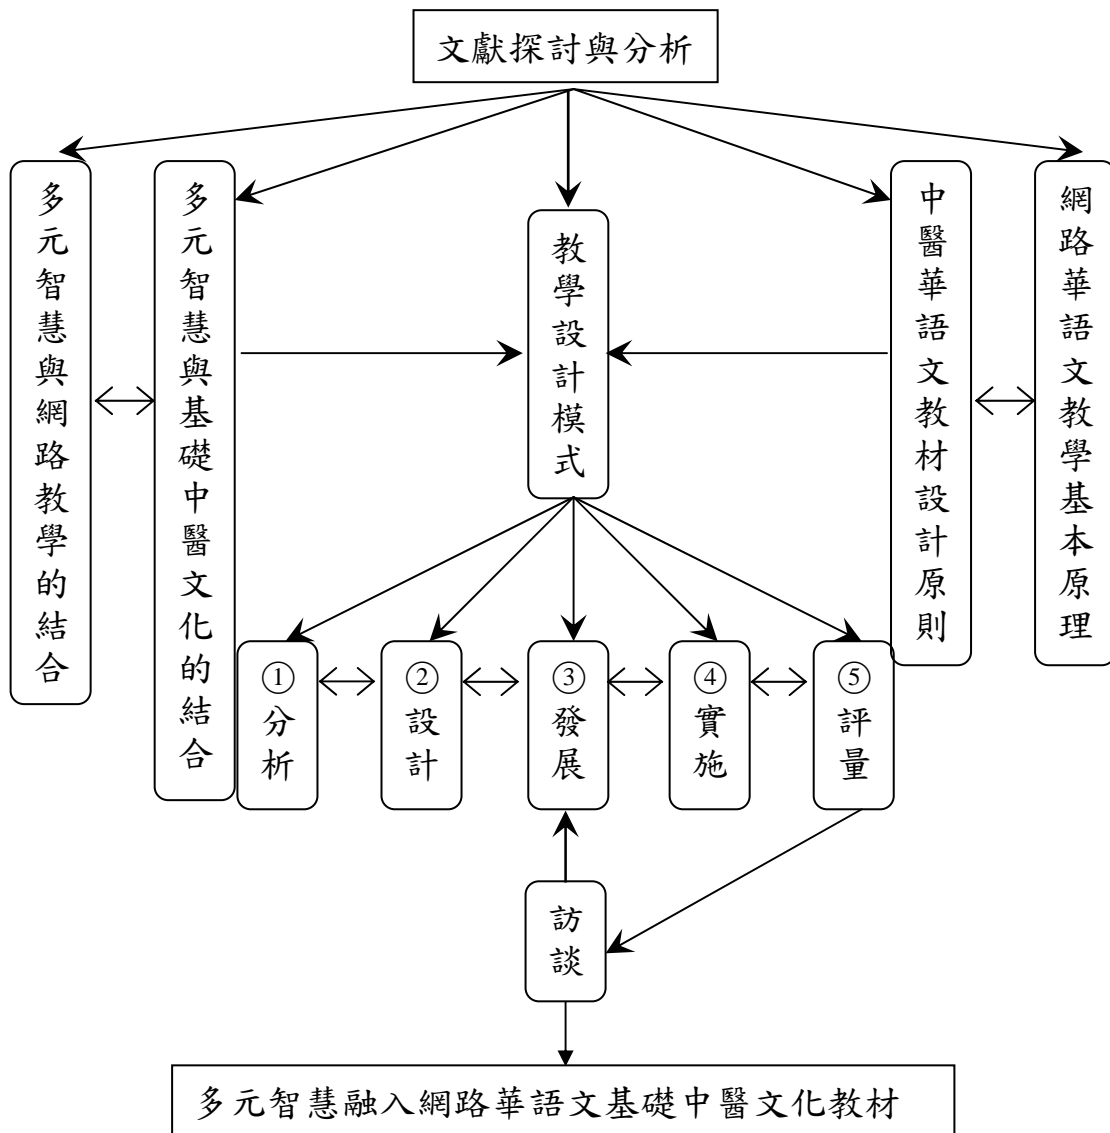 文獻探討與分析
多元智慧與網路教學的結合
多元智慧與基礎中醫文化的結合
教學設計模式
中醫華語文教材設計原則
網路華語文教學基本原理
①分析
②設計
③發展
④實施
⑤評量
訪談
多元智慧融入網路華語文基礎中醫文化教材